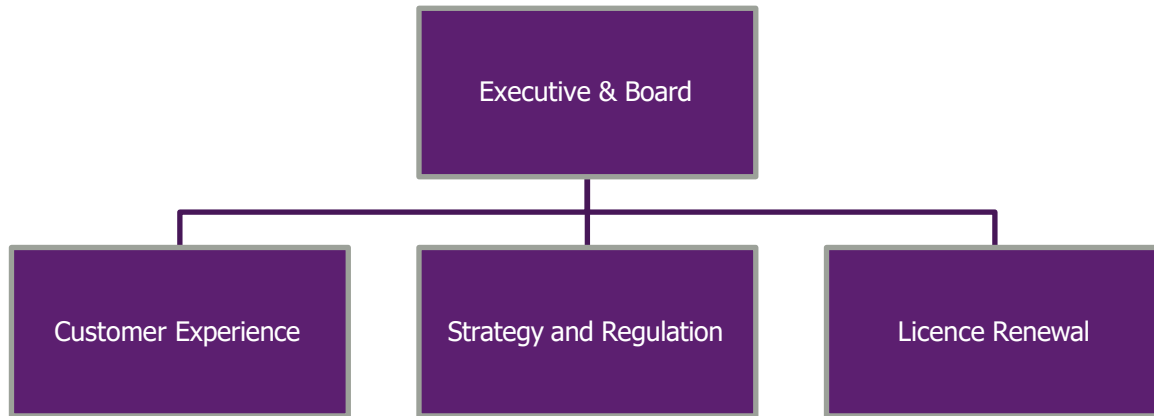 Executive & Board
Customer Experience
Strategy and Regulation
Licence Renewal